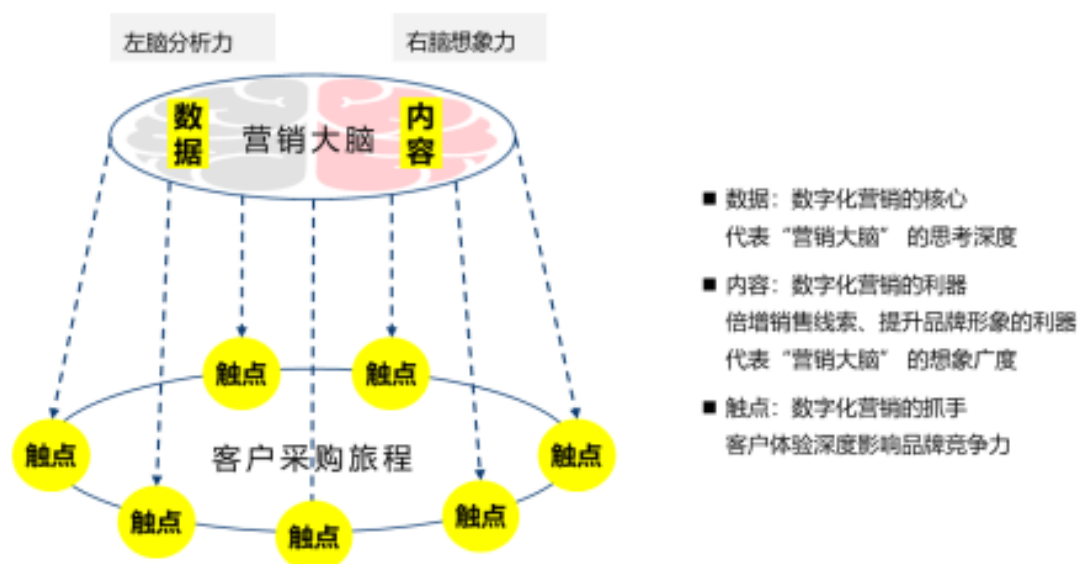 左脑分析力
右脑想象力
数据
营销大脑
内容
触点
触点
触点
客户采购旅程
触点
触点
触点
触点
■ 数据：数字化营销的核心
代表“营销大脑” 的思考深度
■ 内容：数字化营销的利器
倍增销售线索、提升品牌形象的利器
代表“营销大脑” 的想象广度
■ 触点：数字化营销的抓手
客户体验深度影响品牌竞争力